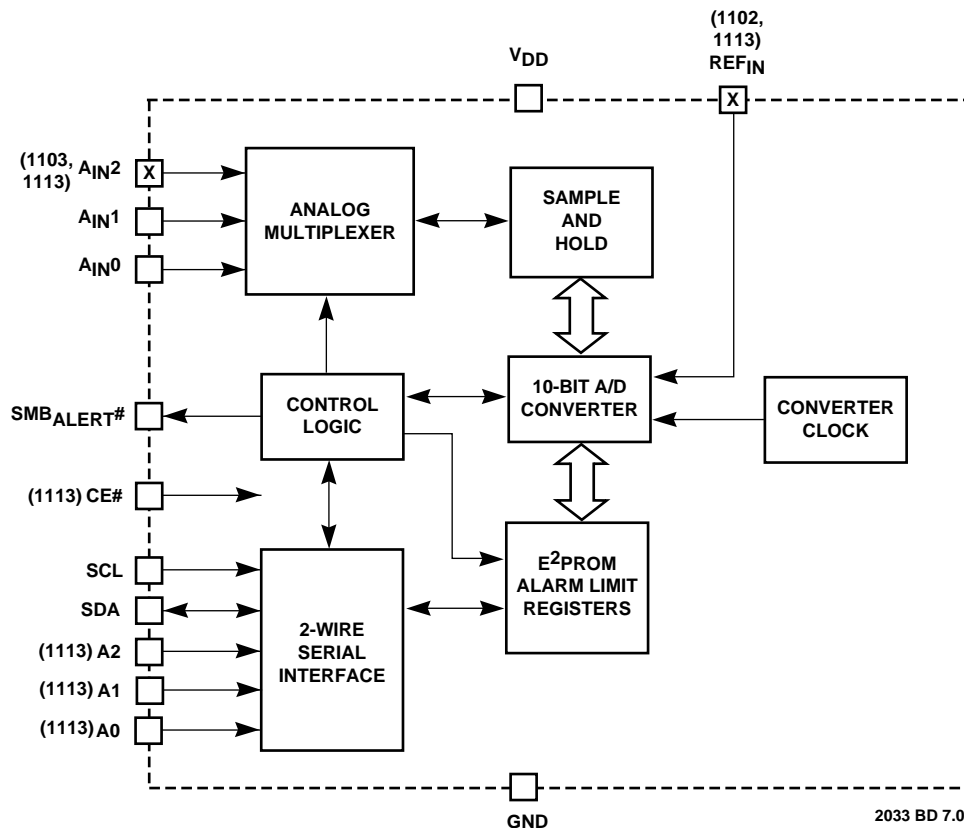 (1102,
1113)
REFIN
VDD
X
(1103,
1113) AIN2
X
AIN1
AIN0
ANALOG
MULTIPLEXER
SAMPLE
AND
HOLD
SMBALERT#
CONTROL
LOGIC
10-BIT A/D
CONVERTER
CONVERTER
CLOCK
(1113) CE#
SCL
SDA
(1113) A2
(1113) A1
(1113) A0
2-WIRE
SERIAL
INTERFACE
E2PROM
ALARM LIMIT
REGISTERS
GND
2033 BD 7.0